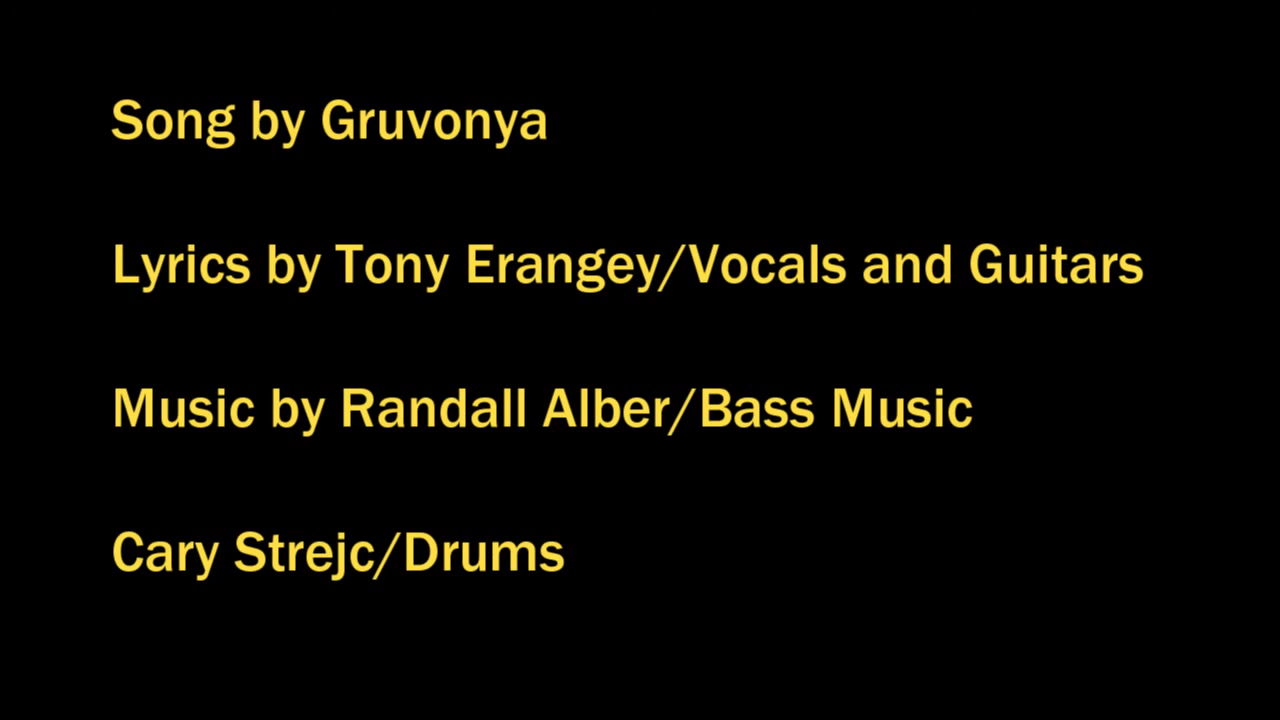 Song by Gruvonya
Lyrics by Tony Erangey/Vocals and Guitars
Music by Randall Alber/Bass Music
Cary Strejc/Drums